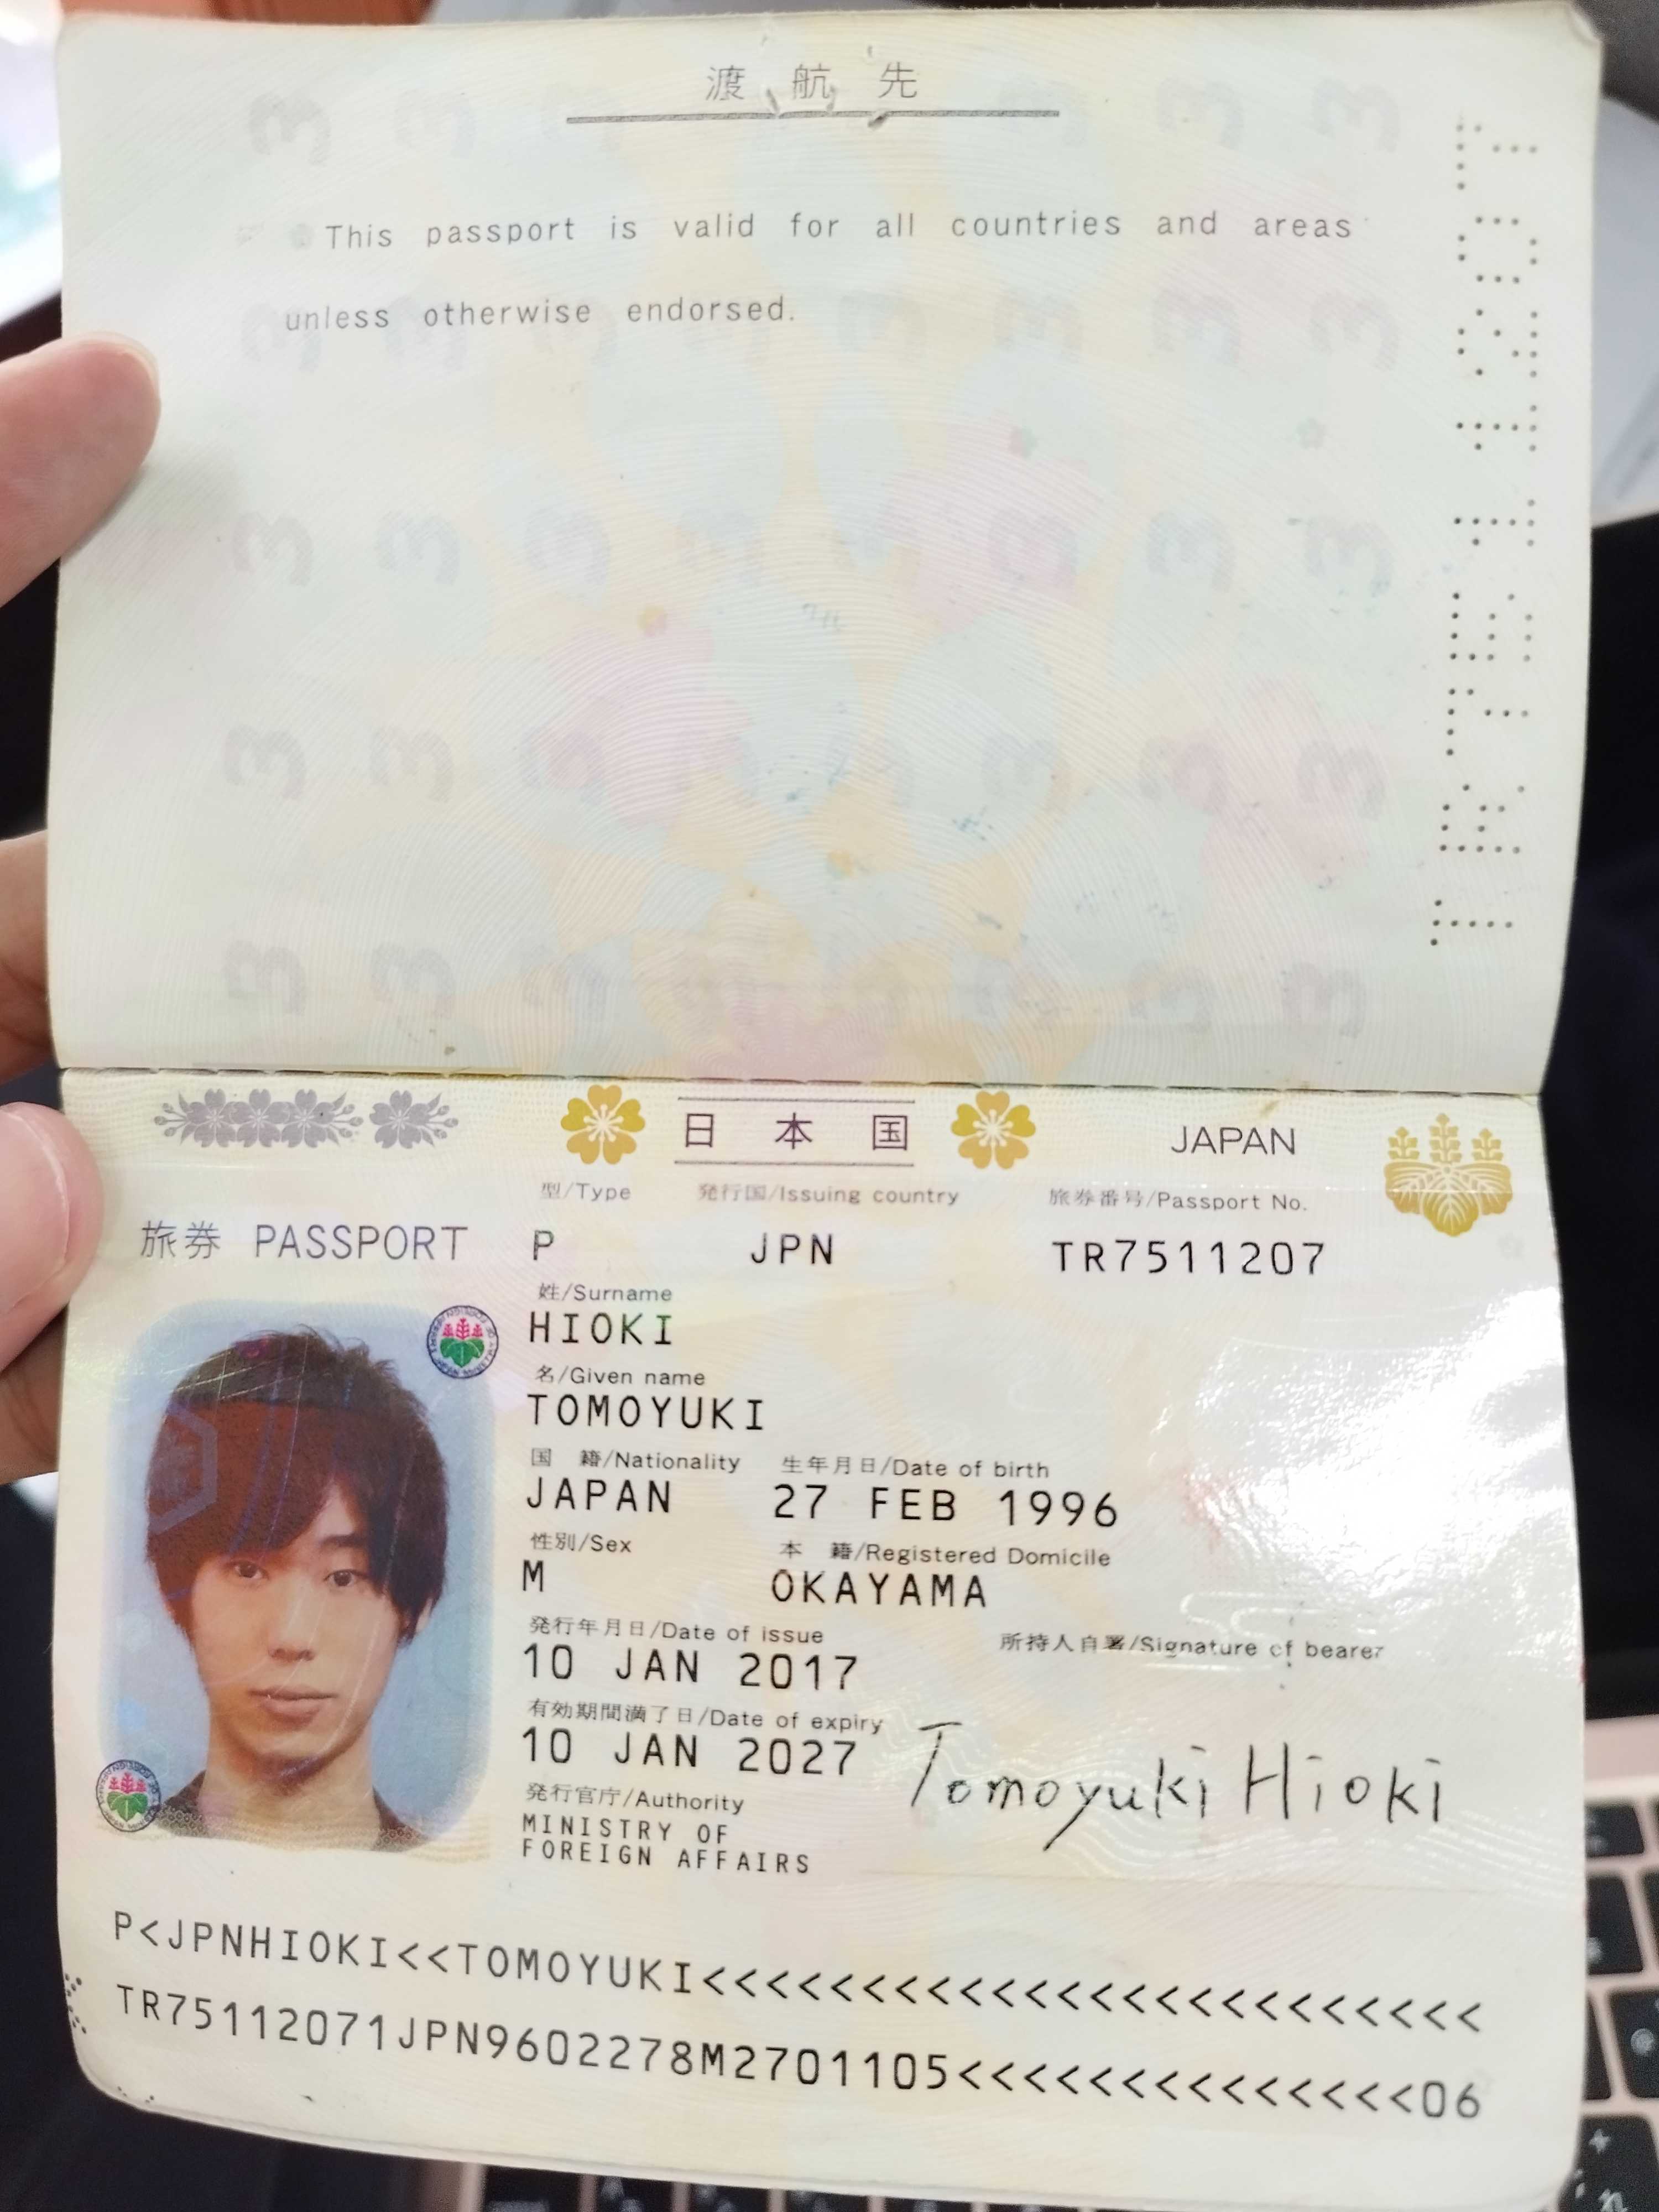 渡航先
This passport is valid for all countries and areas
unless otherwise endorsed.
TR7511207
日本国
JAPAN
型/Type
発行国/Issuing country
旅券番号/Passport No.
旅券 PASSPORT
P
JPN
TR7511207
姓/Surname
HIOKI
名/Given name
TOMOYUKI
国 籍/Nationality
生年月日/Date of birth
JAPAN
27 FEB 1996
性別/Sex
本 籍/Registered Domicile
M
OKAYAMA
発行年月日/Date of issue
所持人自署/Signature of bearer
10 JAN 2017
有効期間満了日/Date of expiry
10 JAN 2027
Tomoyuki Hioki
発行官庁/Authority
MINISTRY OF
FOREIGN AFFAIRS
P<JPNHIOKI<<TOMOYUKI<<<<<<<<<<<<<<<<<<<<<<<<
TR75112071JPN9602278M2701105<<<<<<<<<<<<<<06